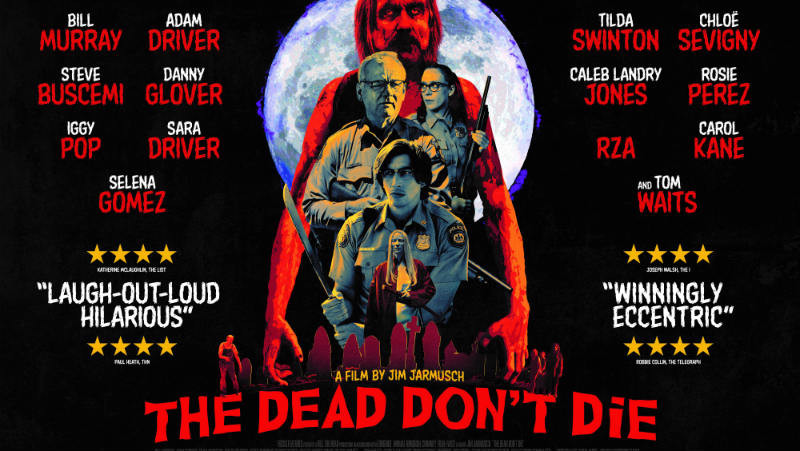 BILL
MURRAY
ADAM
DRIVER
STEVE
BUSCEMI
DANNY
GLOVER
IGGY
POP
SARA
DRIVER
SELENA
GOMEZ
TILDA
SWINTON
CHLOË
SEVIGNY
CALEB LANDRY
JONES
ROSIE
PEREZ
RZA
CAROL
KANE
AND TOM
WAITS
KATHERINE MCLAUGHLIN, THE LIST
"LAUGH-OUT-LOUD
HILARIOUS"
PAUL HEATH, THN
JOSEPH WALSH, THE I
"WINNINGLY
ECCENTRIC"
ROBBIE COLLIN, THE TELEGRAPH
POLICE
A FILM BY JIM JARMUSCH
THE DEAD DON'T DiE